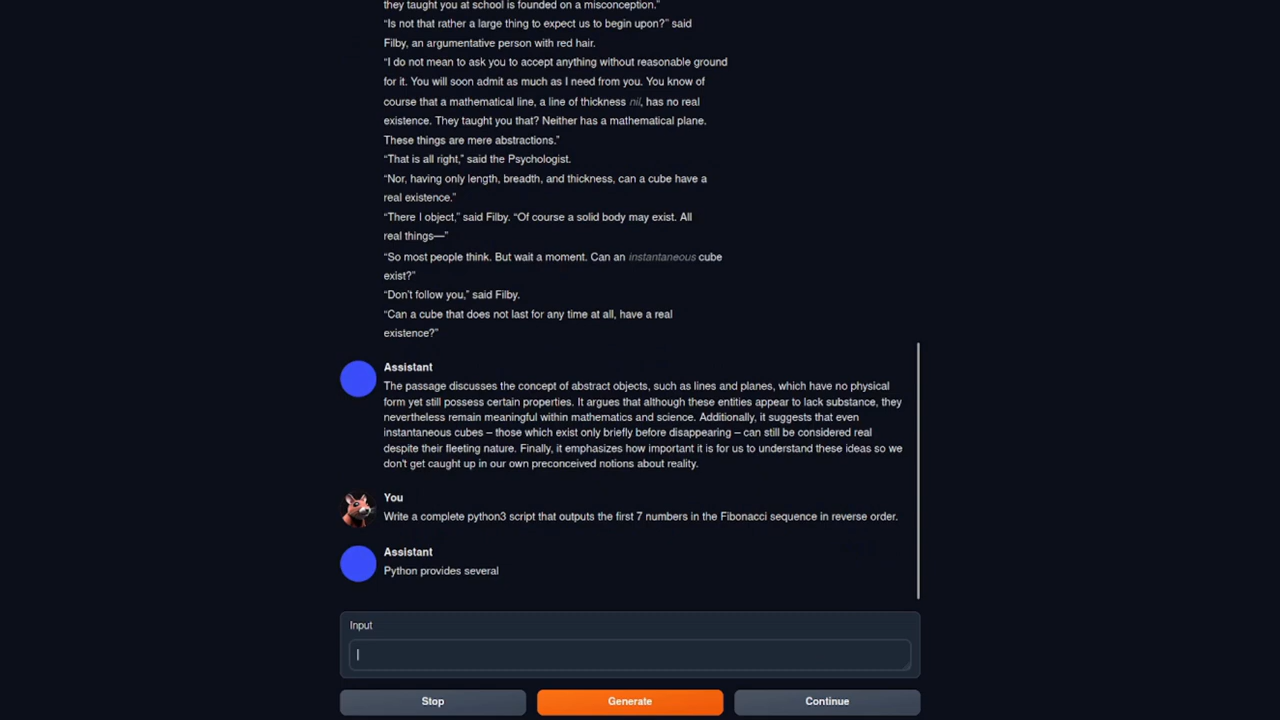 they taught you at school is founded on a misconception.”
“Is not that rather a large thing to expect us to begin upon?” said
Filby, an argumentative person with red hair.
“I do not mean to ask you to accept anything without reasonable ground
for it. You will soon admit as much as I need from you. You know of
course that a mathematical line, a line of thickness nil, has no real
existence. They taught you that? Neither has a mathematical plane.
These things are mere abstractions.”
“That is all right,” said the Psychologist.
“Nor, having only length, breadth, and thickness, can a cube have a
real existence.”
“There I object,” said Filby. “Of course a solid body may exist. All
real things—”
“So most people think. But wait a moment. Can an instantaneous cube
exist?”
“Don’t follow you,” said Filby.
“Can a cube that does not last for any time at all, have a real
existence?”
Assistant
The passage discusses the concept of abstract objects, such as lines and planes, which have no physical
form yet still possess certain properties. It argues that although these entities appear to lack substance, they
nevertheless remain meaningful within mathematics and science. Additionally, it suggests that even
instantaneous cubes – those which exist only briefly before disappearing – can still be considered real
despite their fleeting nature. Finally, it emphasizes how important it is for us to understand these ideas so we
don't get caught up in our own preconceived notions about reality.
You
Write a complete python3 script that outputs the first 7 numbers in the Fibonacci sequence in reverse order.
Assistant
Python provides several
Input
Stop
Generate
Continue